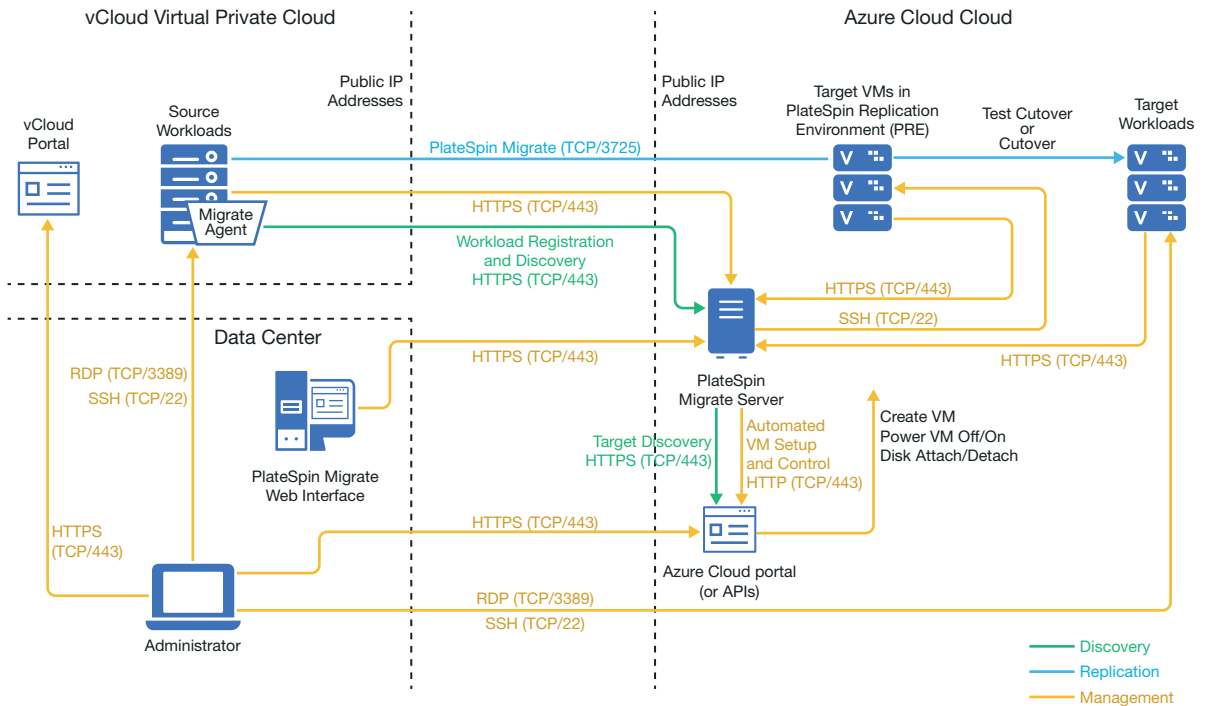 vCloud Virtual Private Cloud
Azure Cloud Cloud
Public IP
Addresses
Public IP
Addresses
vCloud
Portal
Source
Workloads
Migrate
Agent
Target VMs in
PlateSpin Replication
Environment (PRE)
Test Cutover
or
Cutover
Target
Workloads
V
V
V
V
V
V
PlateSpin Migrate (TCP/3725)
HTTPS (TCP/443)
Workload Registration
and Discovery
HTTPS (TCP/443)
HTTPS (TCP/443)
SSH (TCP/22)
HTTPS (TCP/443)
Data Center
HTTPS (TCP/443)
RDP (TCP/3389)
SSH (TCP/22)
PlateSpin Migrate
Web Interface
PlateSpin
Migrate Server
Target Discovery
HTTPS (TCP/443)
Automated
VM Setup
and Control
HTTP (TCP/443)
Create VM
Power VM Off/On
Disk Attach/Detach
HTTPS
(TCP/443)
HTTPS (TCP/443)
Azure Cloud portal
(or APIs)
RDP (TCP/3389)
SSH (TCP/22)
Administrator
Discovery
Replication
Management